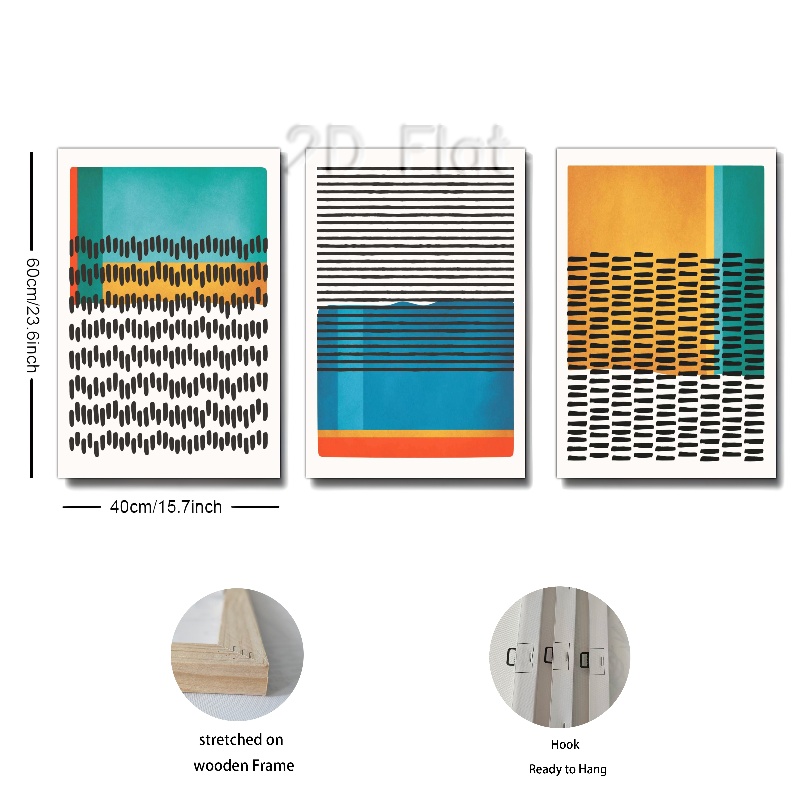 2D Flat
60cm/23.6inch
40cm/15.7inch
stretched on
wooden Frame
Hook
Ready to Hang